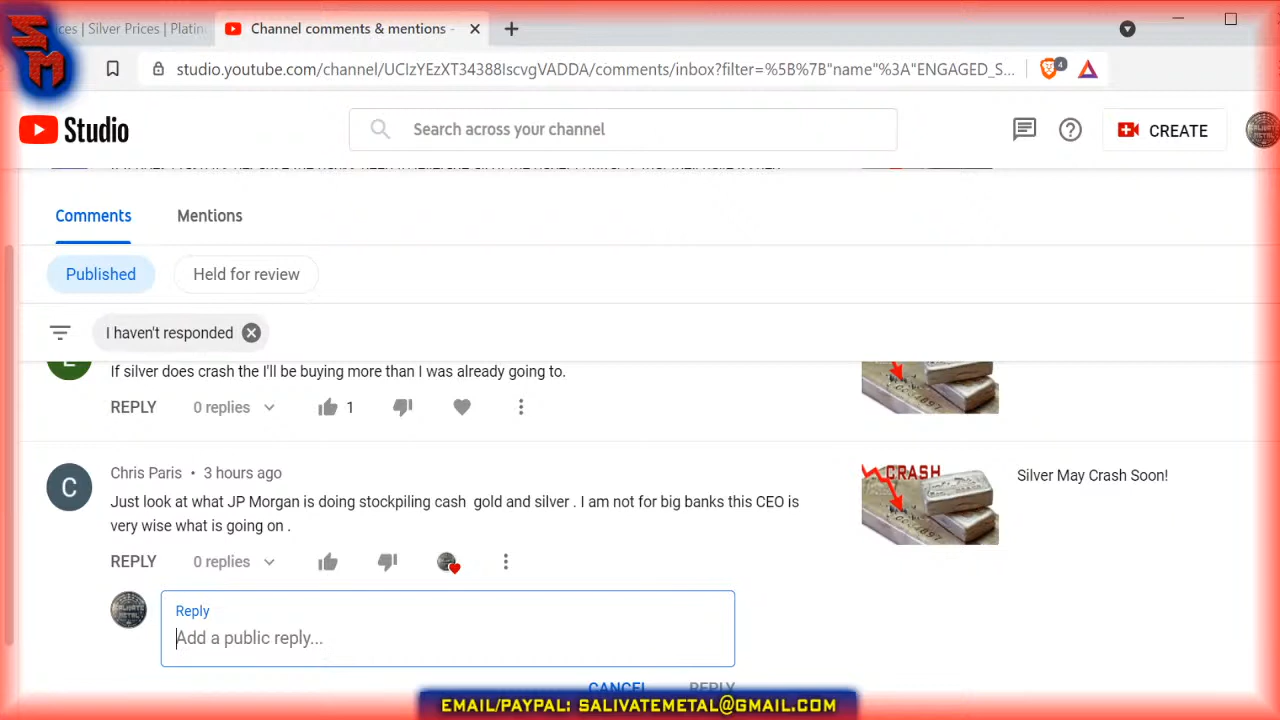 SM
ices | Silver Prices | Platin
Channel comments & mentions -
studio.youtube.com/channel/UCIzYEzXT34388IscvgVADDA/comments/inbox?filter=%5B%7B"name"%3A"ENGAGED_S...
4
Studio
Search across your channel
CREATE
Comments
Mentions
Published
Held for review
I haven't responded
If silver does crash the I'll be buying more than I was already going to.
REPLY
0 replies
1
Chris Paris • 3 hours ago
CRASH
Silver May Crash Soon!
C
Just look at what JP Morgan is doing stockpiling cash gold and silver . I am not for big banks this CEO is
very wise what is going on .
REPLY
0 replies
Reply
Add a public reply...
CANCEL
REPLY
EMAIL/PAYPAL: SALIVATEMETAL@GMAIL.COM